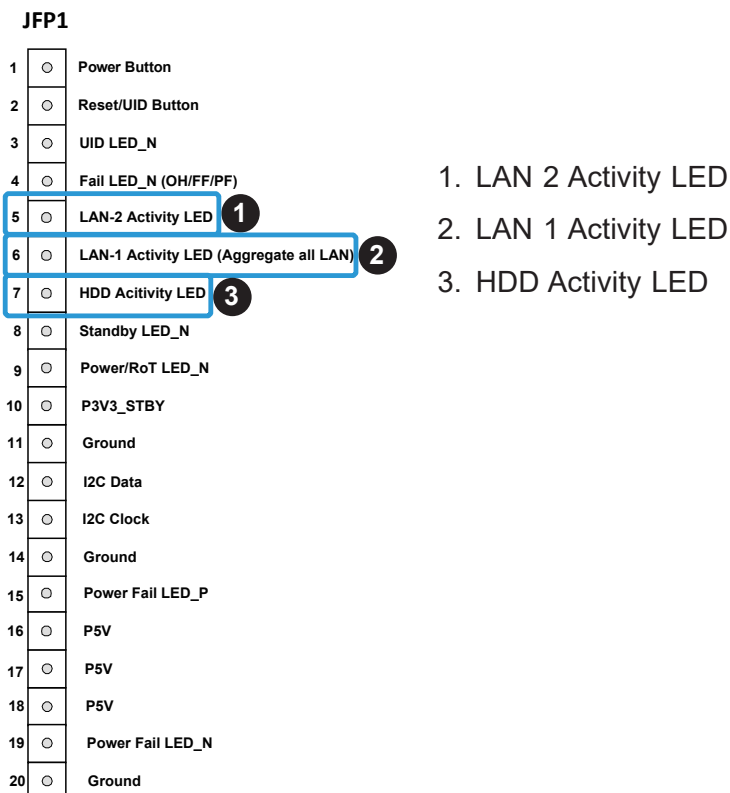 JFP1
1 Power Button
2 Reset/UID Button
3 UID LED_N
4 Fail LED_N (OH/FF/PF)
5 LAN-2 Activity LED 1
6 LAN-1 Activity LED (Aggregate all LAN) 2
7 HDD Acitivity LED 3
8 Standby LED_N
9 Power/RoT LED_N
10 P3V3_STBY
11 Ground
12 I2C Data
13 I2C Clock
14 Ground
15 Power Fail LED_P
16 P5V
17 P5V
18 P5V
19 Power Fail LED_N
20 Ground
1. LAN 2 Activity LED
2. LAN 1 Activity LED
3. HDD Activity LED